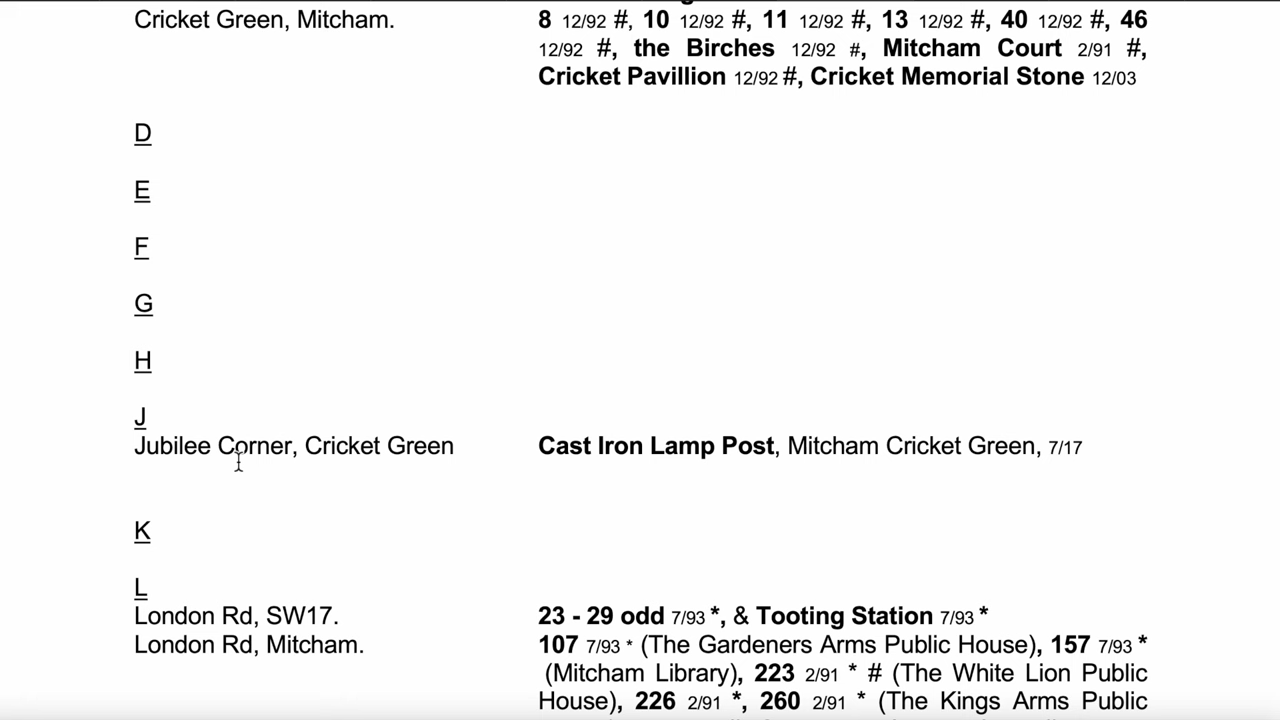 Cricket Green, Mitcham. 8 12/92 #, 10 12/92 #, 11 12/92 #, 13 12/92 #, 40 12/92 #, 46
12/92 #, the Birches 12/92 #, Mitcham Court 2/91 #,
Cricket Pavillion 12/92 #, Cricket Memorial Stone 12/03
D
E
F
G
H
J
Jubilee Corner, Cricket Green Cast Iron Lamp Post, Mitcham Cricket Green, 7/17
K
L
London Rd, SW17. 23 - 29 odd 7/93 *, & Tooting Station 7/93 *
London Rd, Mitcham. 107 7/93 * (The Gardeners Arms Public House), 157 7/93 *
(Mitcham Library), 223 2/91 * # (The White Lion Public
House), 226 2/91 *, 260 2/91 * (The Kings Arms Public